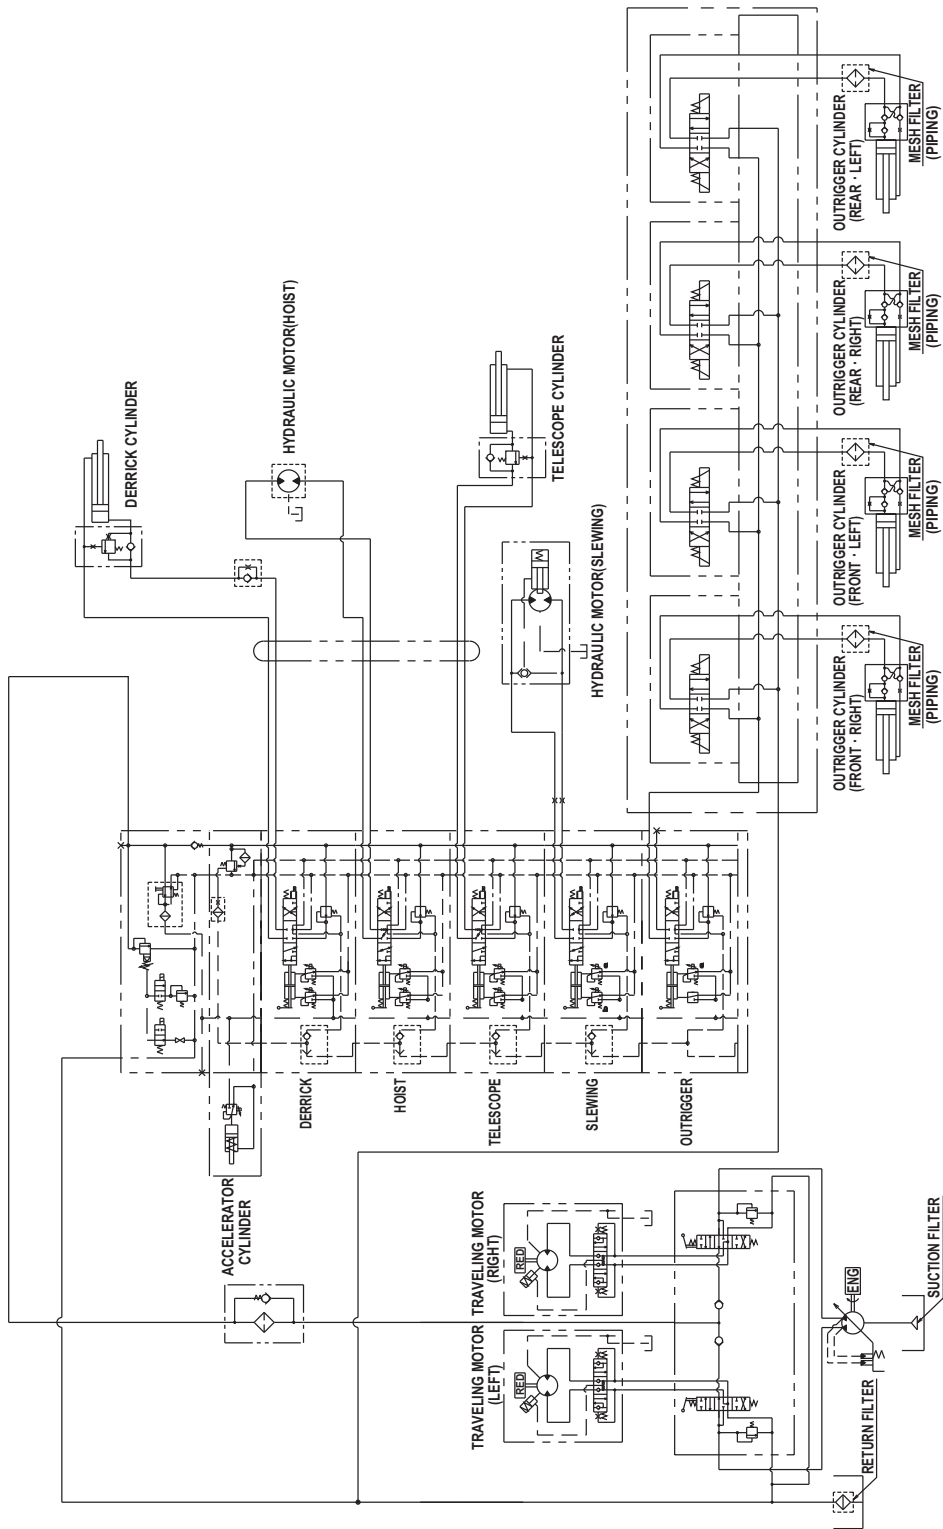 DERRICK CYLINDER
HYDRAULIC MOTOR(HOIST)
TELESCOPE CYLINDER
HYDRAULIC MOTOR(SLEWING)
OUTRIGGER CYLINDER
(REAR · LEFT)
MESH FILTER
(PIPING)
OUTRIGGER CYLINDER
(REAR · RIGHT)
MESH FILTER
(PIPING)
OUTRIGGER CYLINDER
(FRONT · LEFT)
MESH FILTER
(PIPING)
OUTRIGGER CYLINDER
(FRONT · RIGHT)
MESH FILTER
(PIPING)
DERRICK
HOIST
TELESCOPE
SLEWING
OUTRIGGER
ACCELERATOR
CYLINDER
TRAVELING MOTOR
(RIGHT)
RED
TRAVELING MOTOR
(LEFT)
RED
ENG
SUCTION FILTER
RETURN FILTER